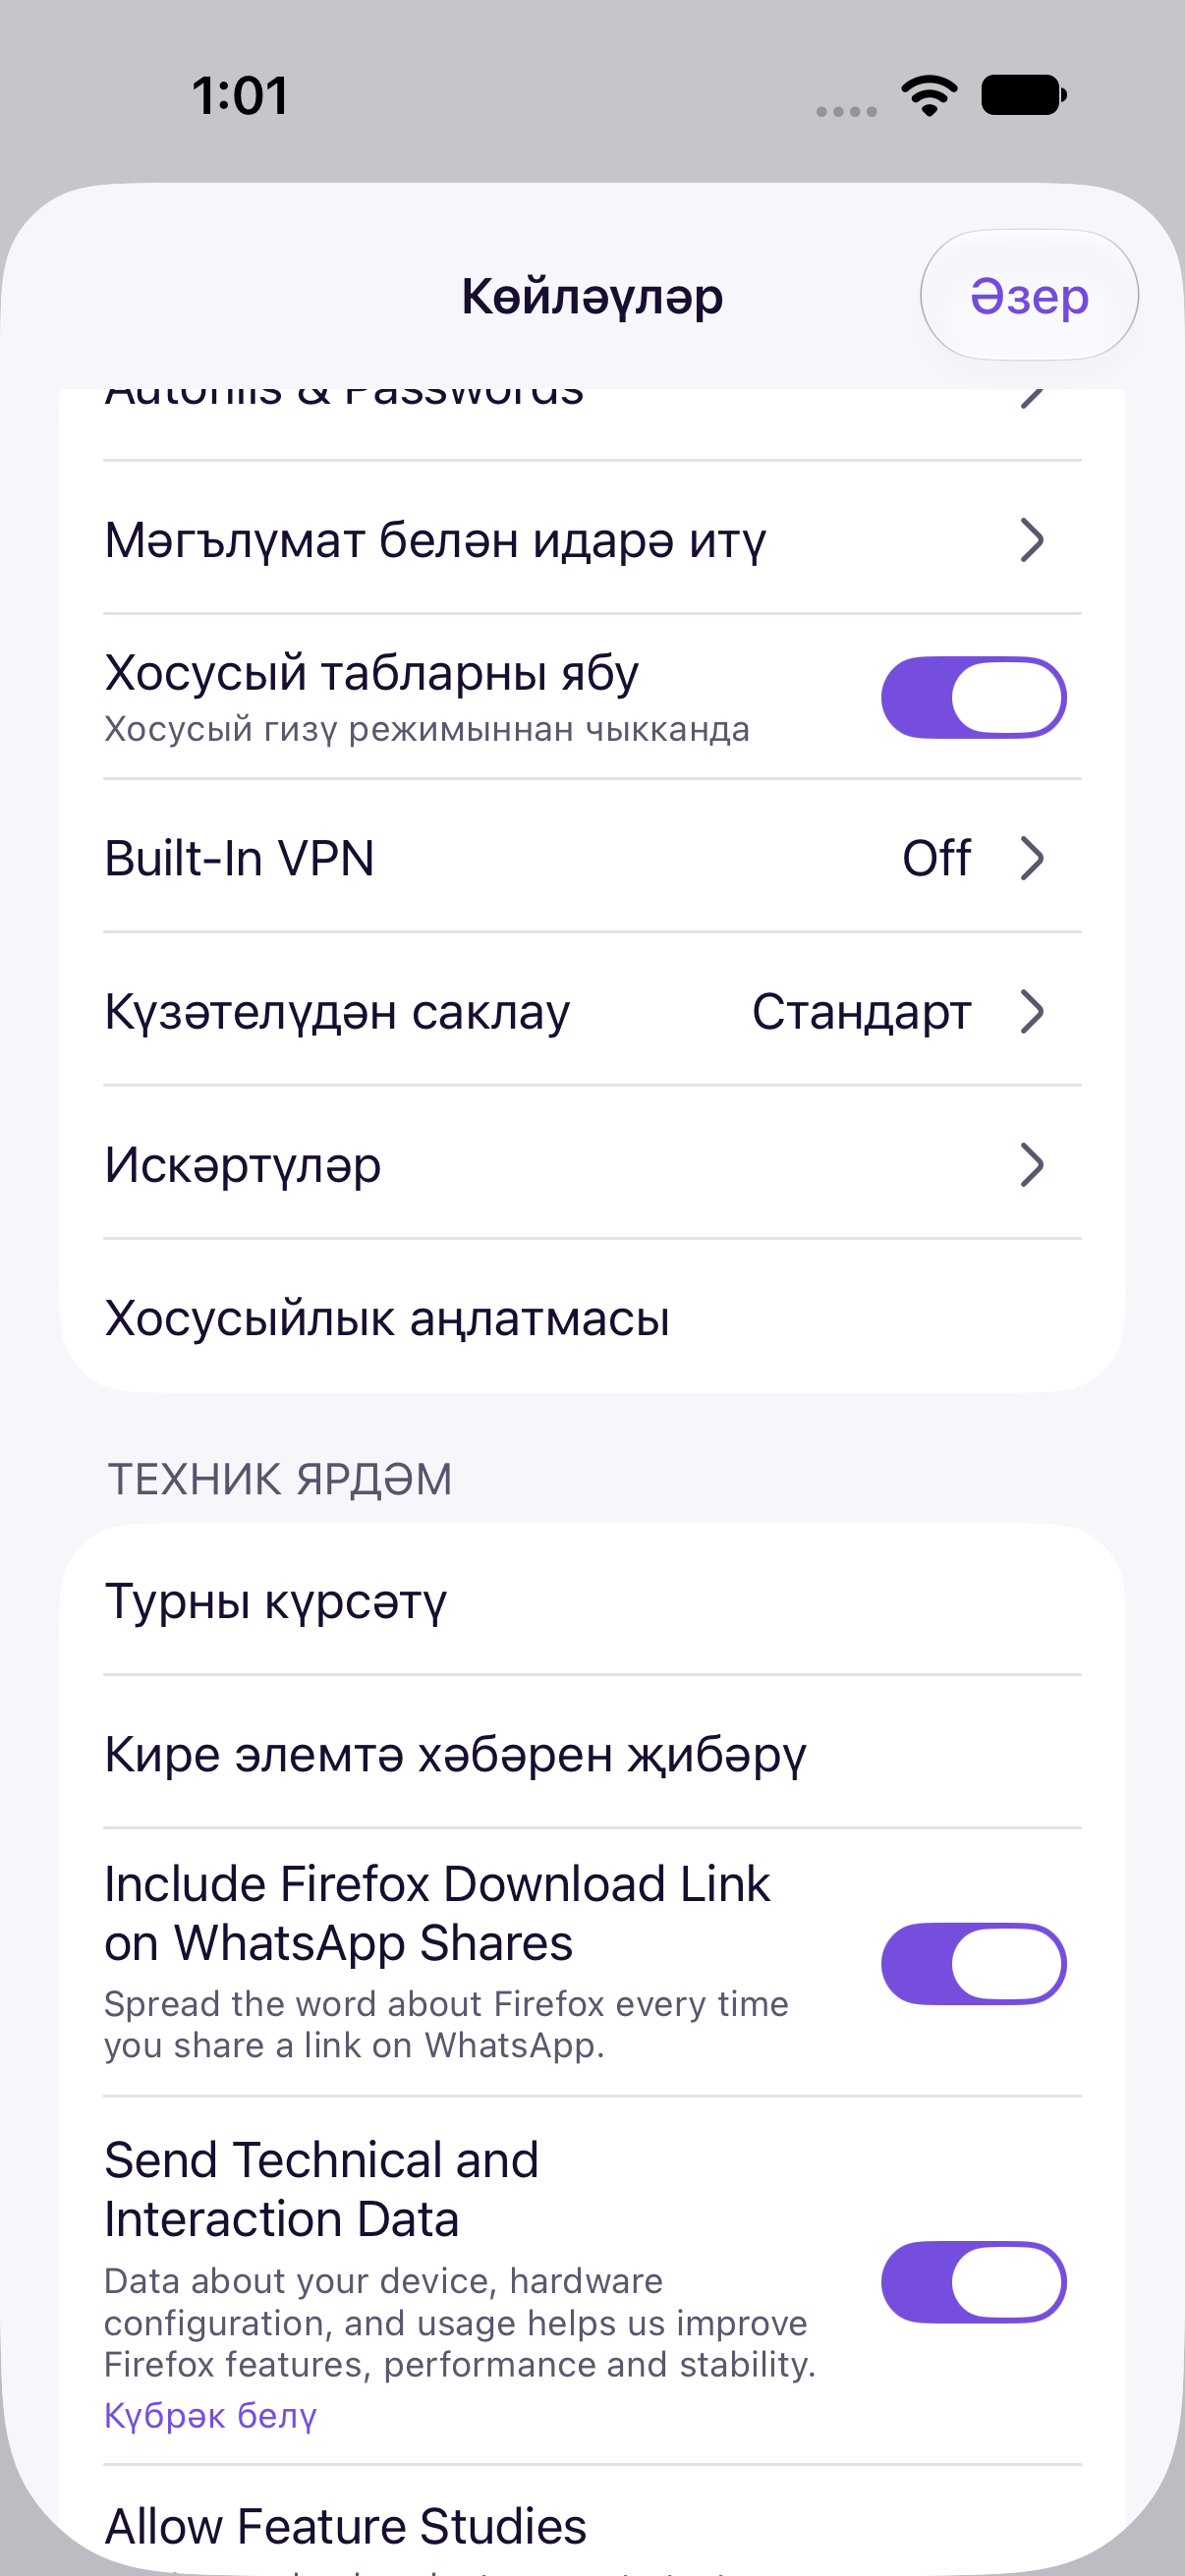 1:01
Көйләүләр
Әзер
Autofills & Passwords
Мәгълүмат белән идарә итү
Хосусый табларны ябу
Хосусый гизү режимыннан чыкканда
Built-In VPN
Off
Күзәтелүдән саклау
Стандарт
Искәртүләр
Хосусыйлык аңлатмасы
ТЕХНИК ЯРДӘМ
Турны күрсәтү
Кире элемтә хәбәрен җибәрү
Include Firefox Download Link
on WhatsApp Shares
Spread the word about Firefox every time
you share a link on WhatsApp.
Send Technical and
Interaction Data
Data about your device, hardware
configuration, and usage helps us improve
Firefox features, performance and stability.
Күбрәк белү
Allow Feature Studies